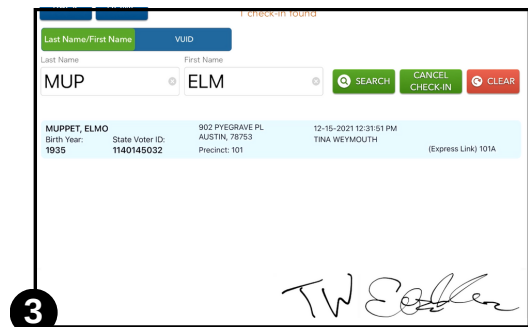 1 check-in found
Last Name/First Name VUID
Last Name First Name
MUP ELM SEARCH CANCEL CHECK-IN CLEAR
MUPPET, ELMO 902 PYEGRAVE PL 12-15-2021 12:31:51 PM
Birth Year: State Voter ID: AUSTIN, 78753 TINA WEYMOUTH
1935 1140145032 Precinct: 101 (Express Link) 101A
TW
3